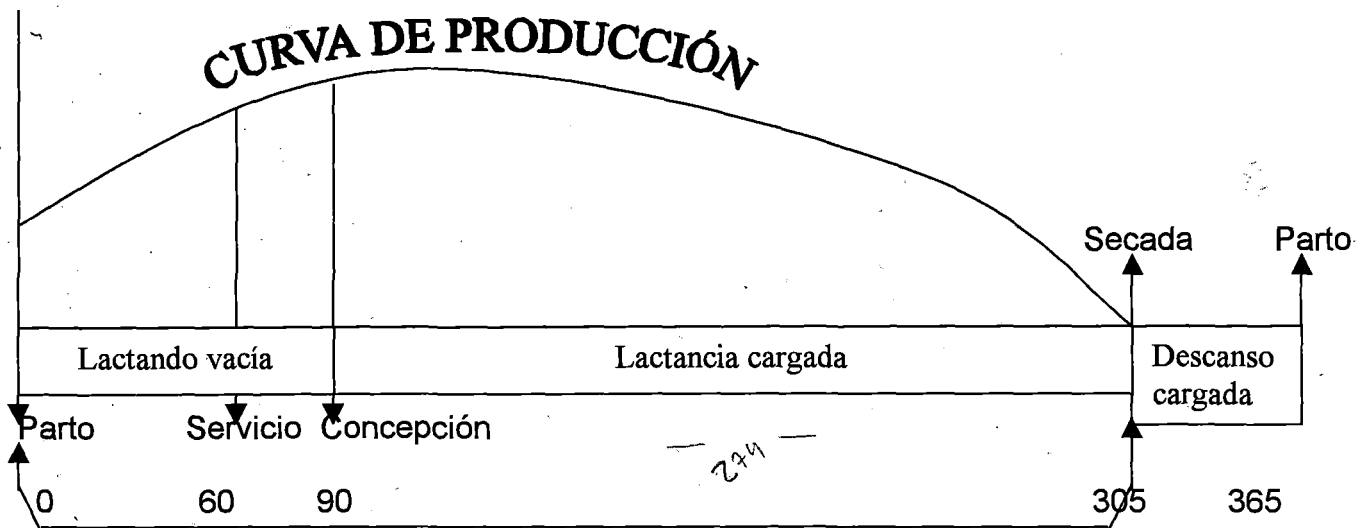 CURVA DE PRODUCCIÓN
Secada Parto
Lactando vacía Lactancia cargada Descanso
cargada
Parto Servicio Concepción
274
0 60 90 305 365